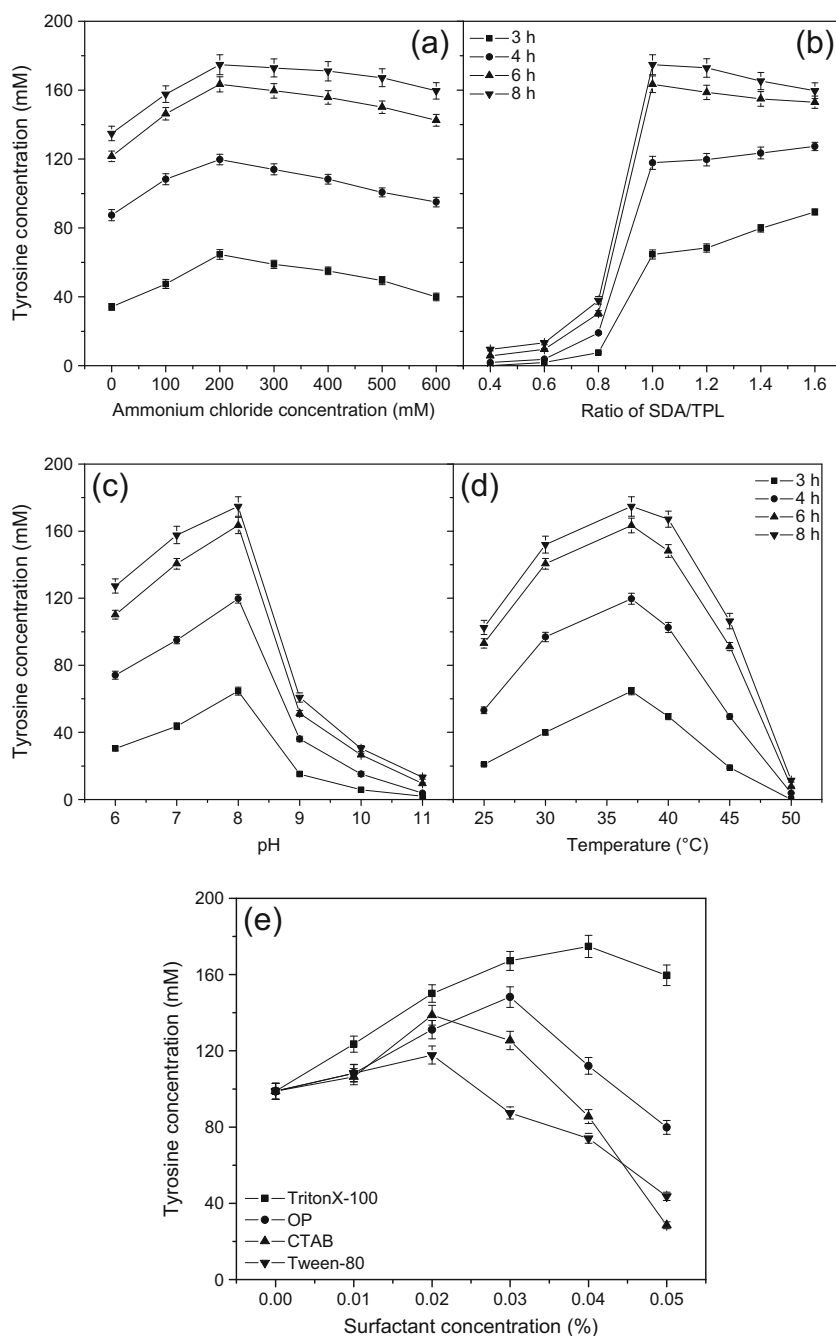 (a)
(b)
3 h
4 h
6 h
8 h
Tyrosine concentration (mM)
200
160
120
80
40
0
0 100 200 300 400 500 600
0.4 0.6 0.8 1.0 1.2 1.4 1.6
Ammonium chloride concentration (mM)
Ratio of SDA/TPL
(c)
(d)
3 h
4 h
6 h
8 h
Tyrosine concentration (mM)
200
160
120
80
40
0
6 7 8 9 10 11
25 30 35 40 45 50
pH
Temperature (°C)
(e)
Tyrosine concentration (mM)
200
160
120
80
40
0
TritonX-100
OP
CTAB
Tween-80
0.00 0.01 0.02 0.03 0.04 0.05
Surfactant concentration (%)